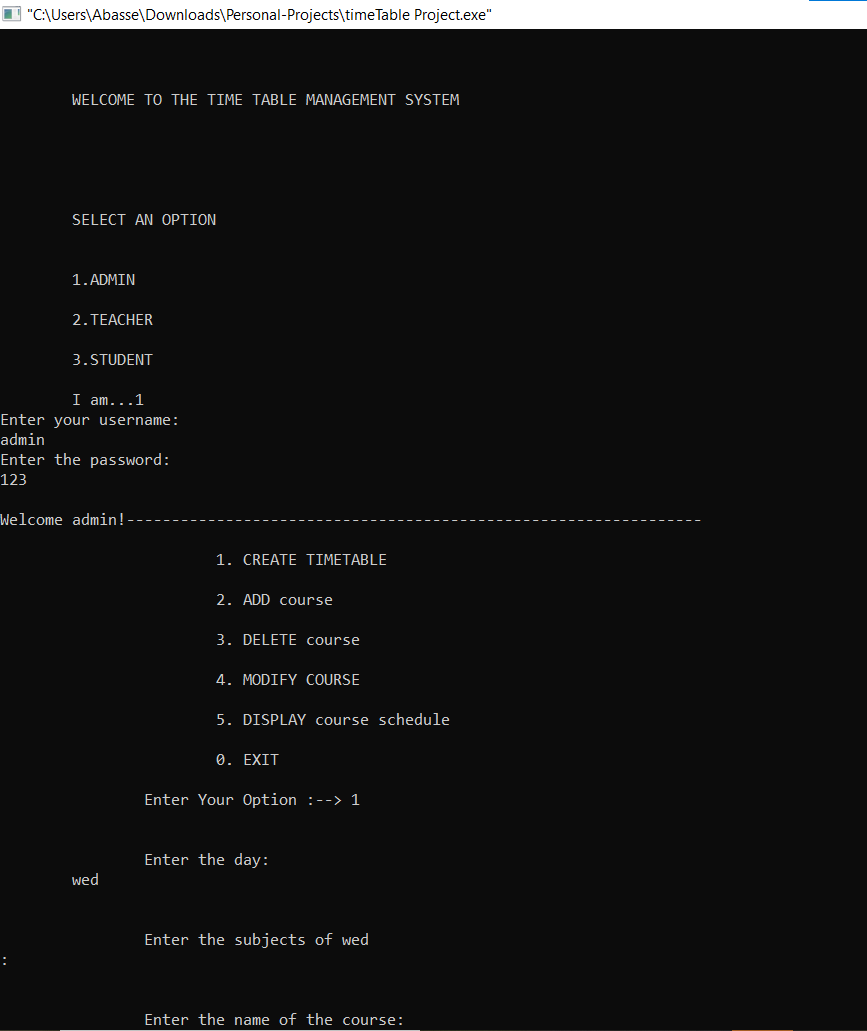 "C:\Users\Abasse\Downloads\Personal-Projects\timeTable Project.exe"
WELCOME TO THE TIME TABLE MANAGEMENT SYSTEM
SELECT AN OPTION
1.ADMIN
2.TEACHER
3.STUDENT
I am...1
Enter your username:
admin
Enter the password:
123
Welcome admin!----------------------------------------------------------------
1. CREATE TIMETABLE
2. ADD course
3. DELETE course
4. MODIFY COURSE
5. DISPLAY course schedule
0. EXIT
Enter Your Option :--> 1
Enter the day:
wed
Enter the subjects of wed
:
Enter the name of the course: